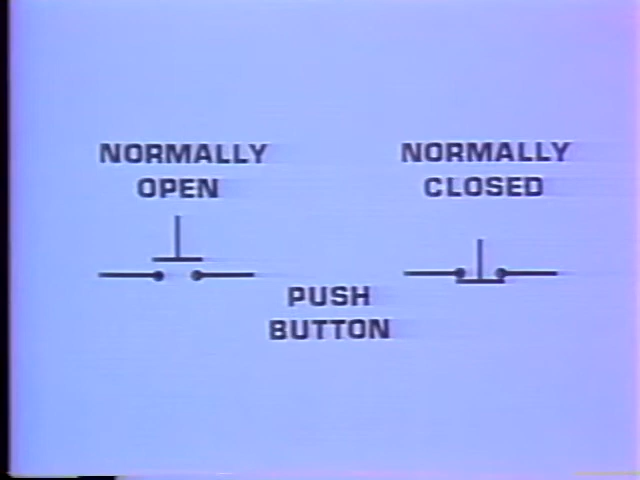 NORMALLY
OPEN
NORMALLY
CLOSED
PUSH
BUTTON